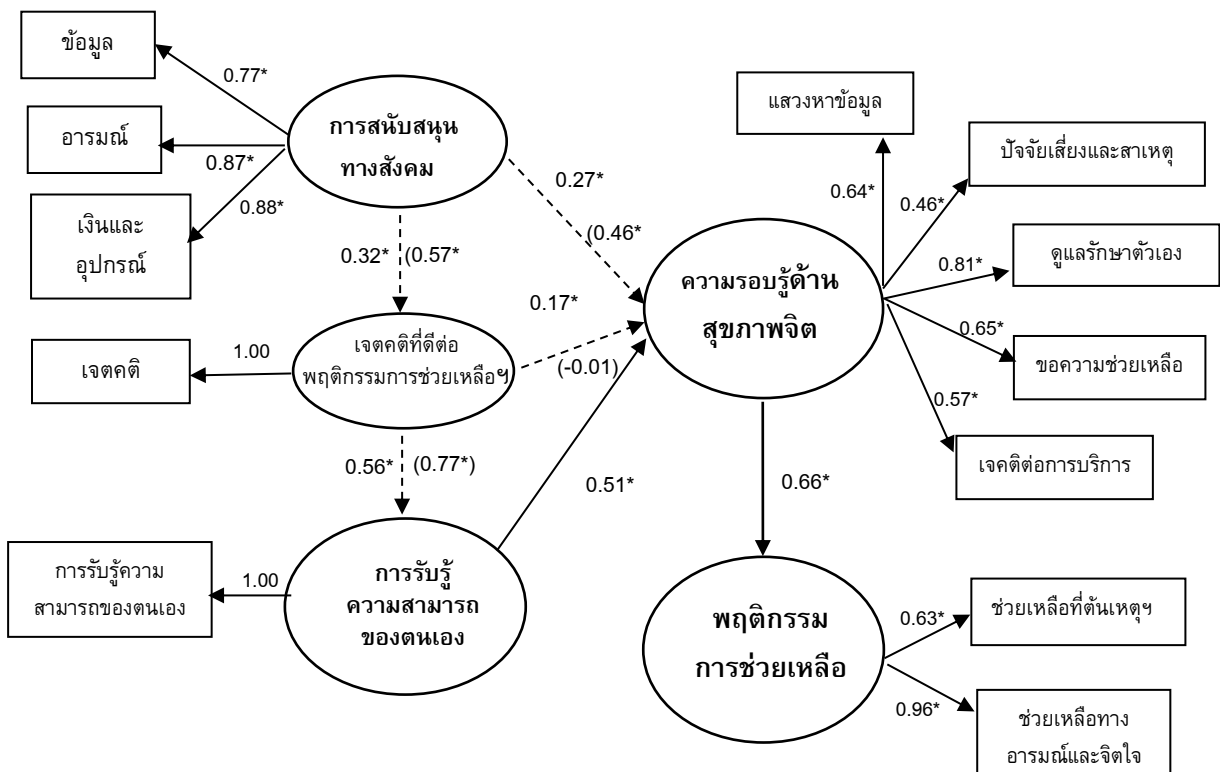 ข้อมูล
0.77*
อารมณ์
0.87*
เงินและ
อุปกรณ์
0.88*
การสนับสนุน
ทางสังคม
0.27*
(0.46*
0.32* (0.57*
เจตคติ
1.00
เจตคติที่ดีต่อ
พฤติกรรมการช่วยเหลือฯ
0.17*
(-0.01)
0.56* (0.77*)
0.51*
การรับรู้ความ
สามารถของตนเอง
1.00
การรับรู้
ความสามารถ
ของตนเอง
แสวงหาข้อมูล
0.64*
ปัจจัยเสี่ยงและสาเหตุ
0.46*
ความรอบรู้ด้าน
สุขภาพจิต
ดูแลรักษาตัวเอง
0.81*
ขอความช่วยเหลือ
0.65*
เจคติต่อการบริการ
0.57*
0.66*
พฤติกรรม
การช่วยเหลือ
ช่วยเหลือที่ต้นเหตุฯ
0.63*
ช่วยเหลือทาง
อารมณ์และจิตใจ
0.96*